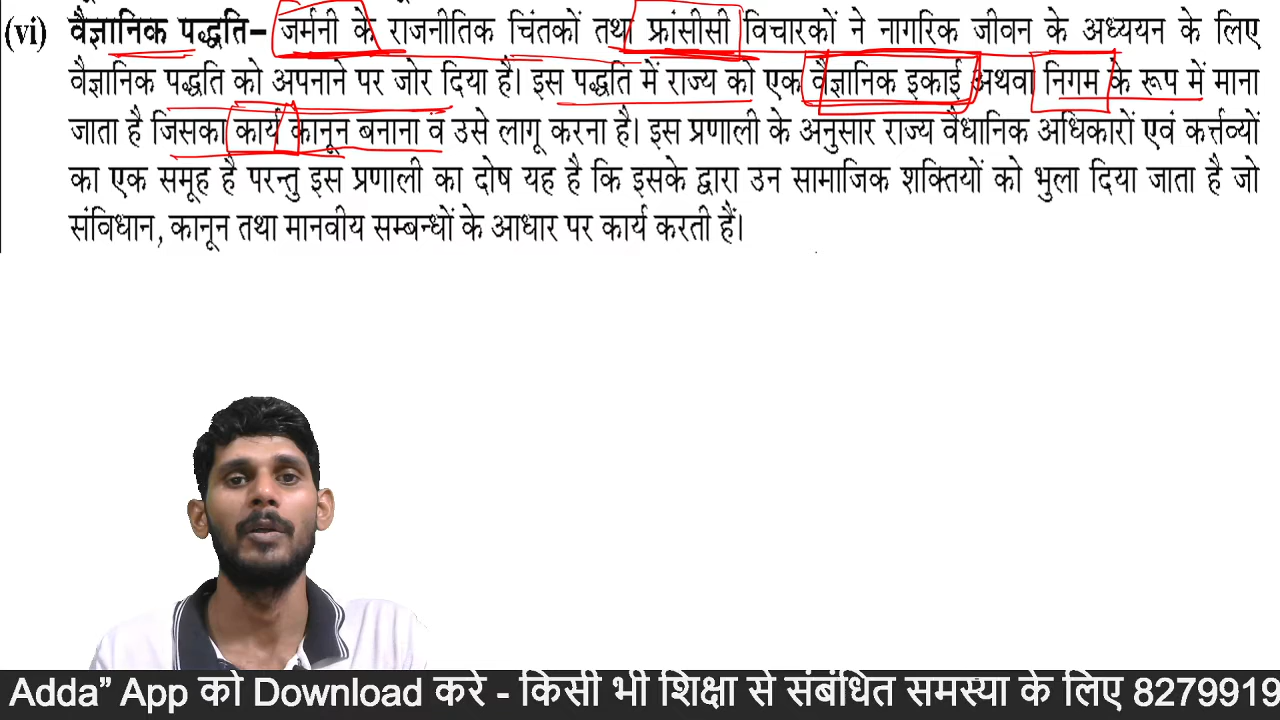 (vi) वैज्ञानिक पद्धति– जर्मनी के राजनीतिक चिंतकों तथा फ्रांसीसी विचारकों ने नागरिक जीवन के अध्ययन के लिए
वैज्ञानिक पद्धति को अपनाने पर जोर दिया है। इस पद्धति में राज्य को एक वैज्ञानिक इकाई अथवा निगम के रूप में माना
जाता है जिसका कार्य कानून बनाना व उसे लागू करना है। इस प्रणाली के अनुसार राज्य वैधानिक अधिकारों एवं कर्त्तव्यों
का एक समूह है परन्तु इस प्रणाली का दोष यह है कि इसके द्वारा उन सामाजिक शक्तियों को भुला दिया जाता है जो
संविधान, कानून तथा मानवीय सम्बन्धों के आधार पर कार्य करती हैं।
Adda” App को Download करे - किसी भी शिक्षा से संबंधित समस्या के लिए 8279919